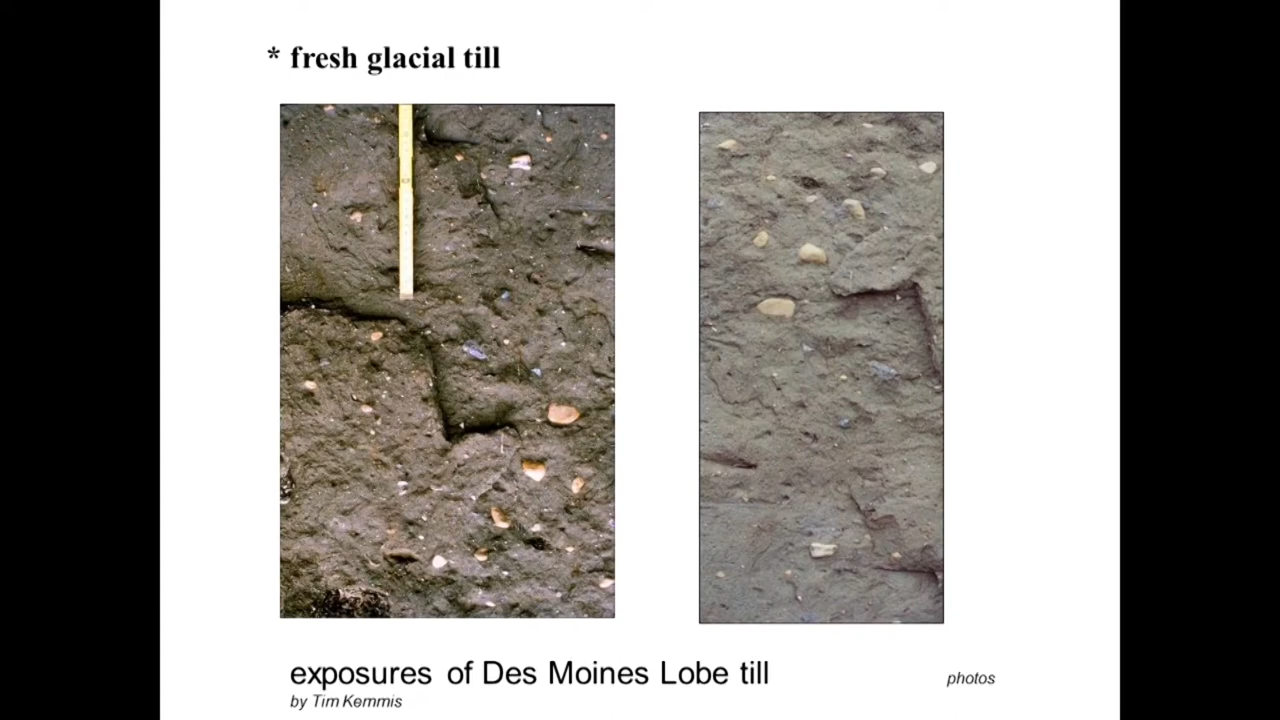 * fresh glacial till
exposures of Des Moines Lobe till
photos
by Tim Kemmis